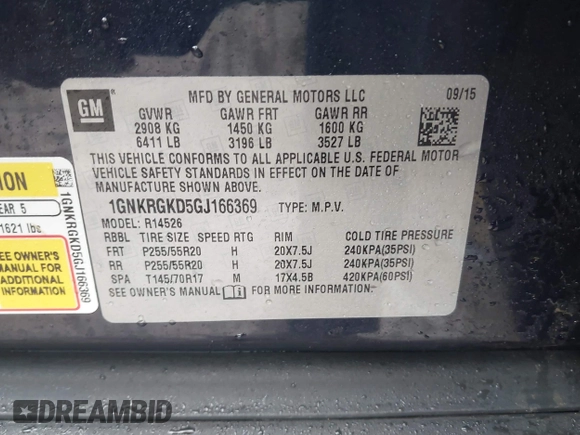 GM
MFD BY GENERAL MOTORS LLC 09/15
GVWR GAWR FRT GAWR RR
2908 KG 1450 KG 1600 KG
6411 LB 3196 LB 3527 LB
THIS VEHICLE CONFORMS TO ALL APPLICABLE U.S. FEDERAL MOTOR
VEHICLE SAFETY STANDARDS IN EFFECT ON THE DATE OF
MANUFACTURE SHOWN ABOVE.
1GNKRGKD5GJ166369 TYPE: M.P.V.
MODEL: R14526
RBBL TIRE SIZE SPEED RTG RIM COLD TIRE PRESSURE
FRT P255/55R20 H 20X7.5J 240KPA(35PSI)
RR P255/55R20 H 20X7.5J 240KPA(35PSI)
SPA T145/70R17 M 17X4.5B 420KPA(60PSI)
SEE OWNER'S MANUAL FOR MORE INFORMATION
ION
EAR 5
1621 lbs
SEE OWNER'S
MANUAL FOR
ADDITIONAL
INFORMATION
1GNKRGKD5GJ166369
DREAMBID